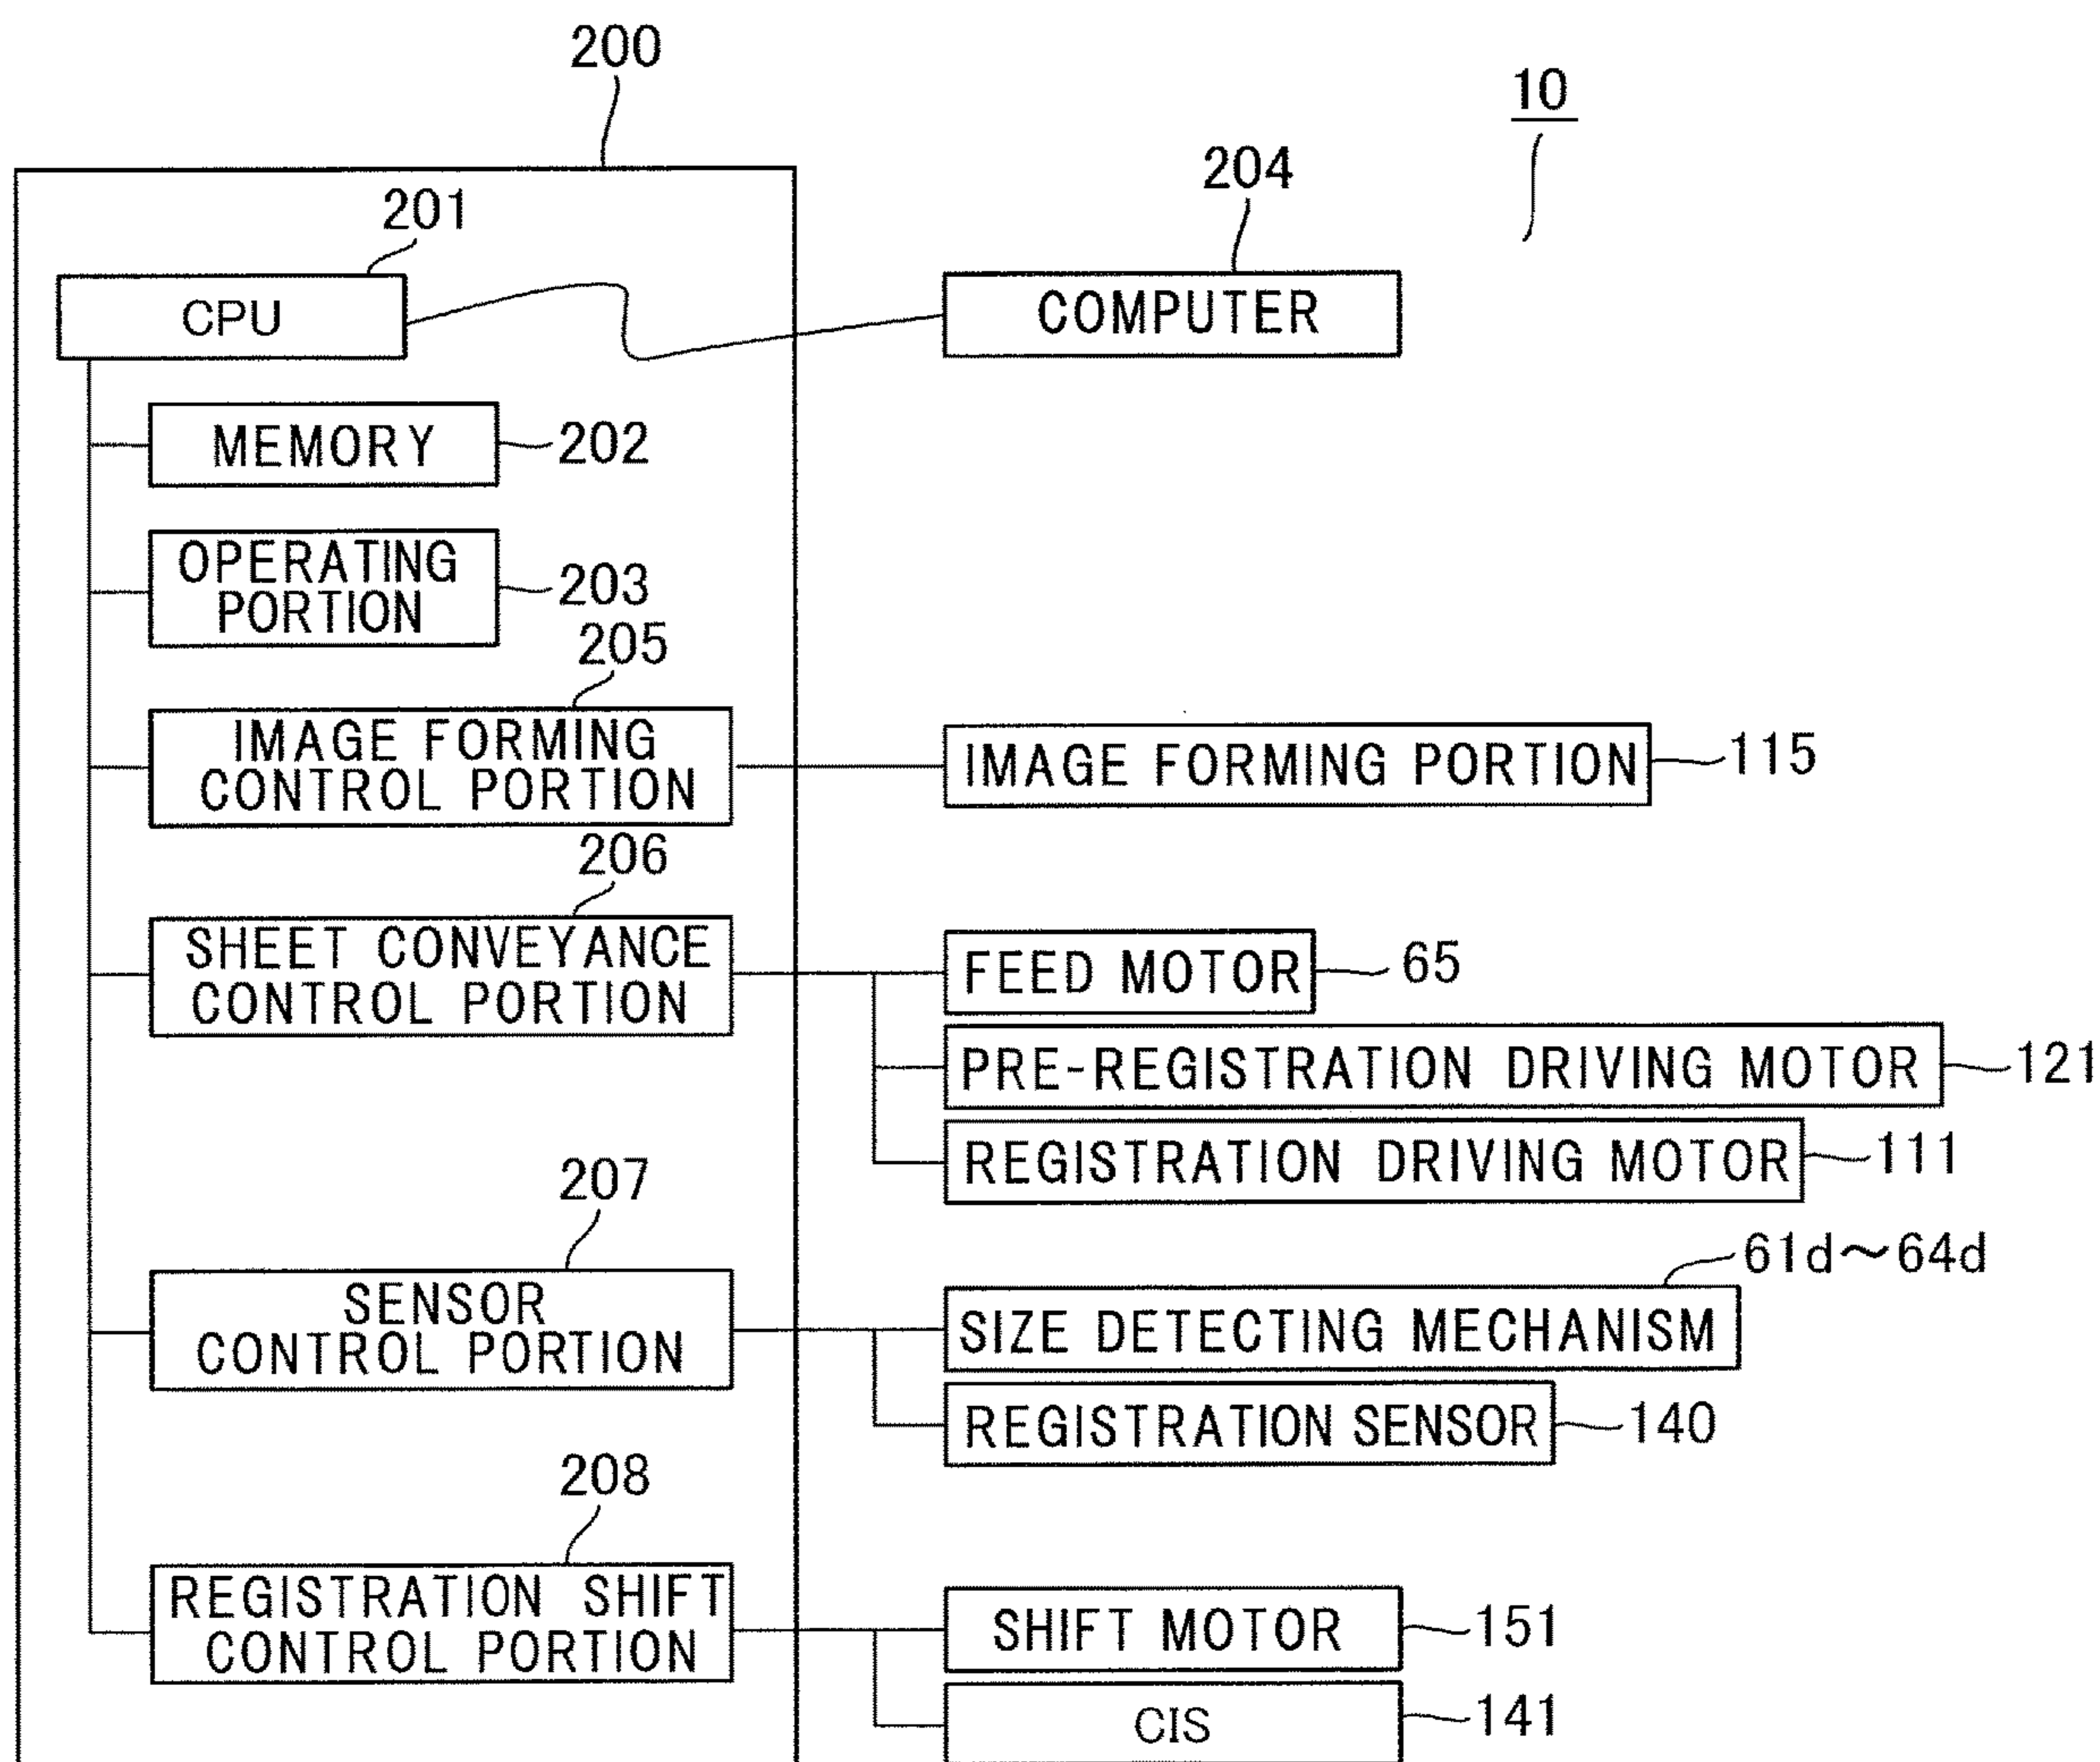 200
10
204
201
CPU
COMPUTER
MEMORY
202
OPERATING
PORTION
203
205
IMAGE FORMING
CONTROL PORTION
IMAGE FORMING PORTION
115
206
SHEET CONVEYANCE
CONTROL PORTION
FEED MOTOR
65
PRE-REGISTRATION DRIVING MOTOR
121
REGISTRATION DRIVING MOTOR
111
207
61d～64d
SENSOR
CONTROL PORTION
SIZE DETECTING MECHANISM
REGISTRATION SENSOR
140
208
REGISTRATION SHIFT
CONTROL PORTION
SHIFT MOTOR
151
CIS
141